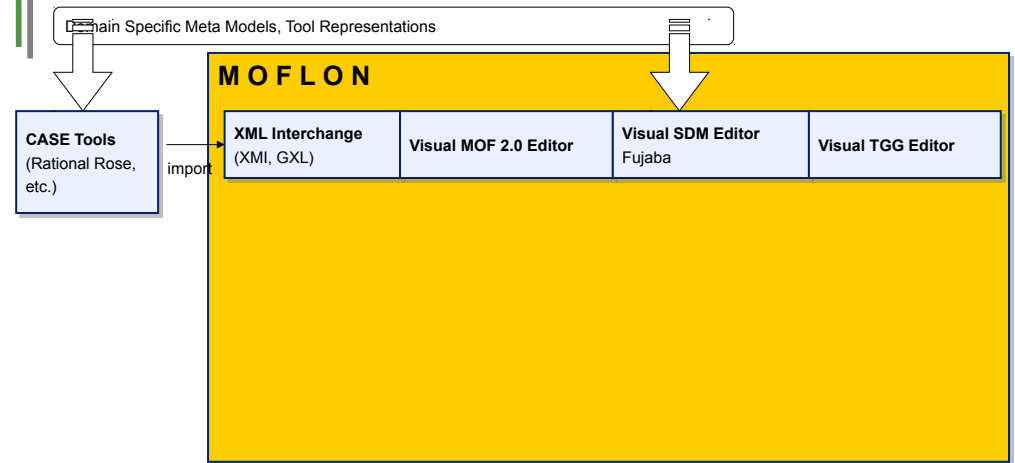 Domain Specific Meta Models, Tool Representations
M O F L O N
CASE Tools
(Rational Rose,
etc.)
import
XML Interchange
(XMI, GXL)
Visual MOF 2.0 Editor
Visual SDM Editor
Fujaba
Visual TGG Editor